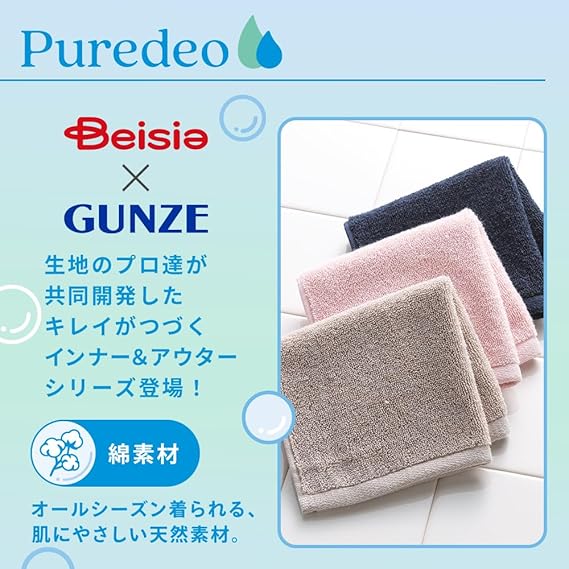 Puredeo
Beisia
×
GUNZE
生地のプロ達が
共同開発した
キレイがつづく
インナー&アウター
シリーズ登場！
綿素材
オールシーズン着られる、
肌にやさしい天然素材。